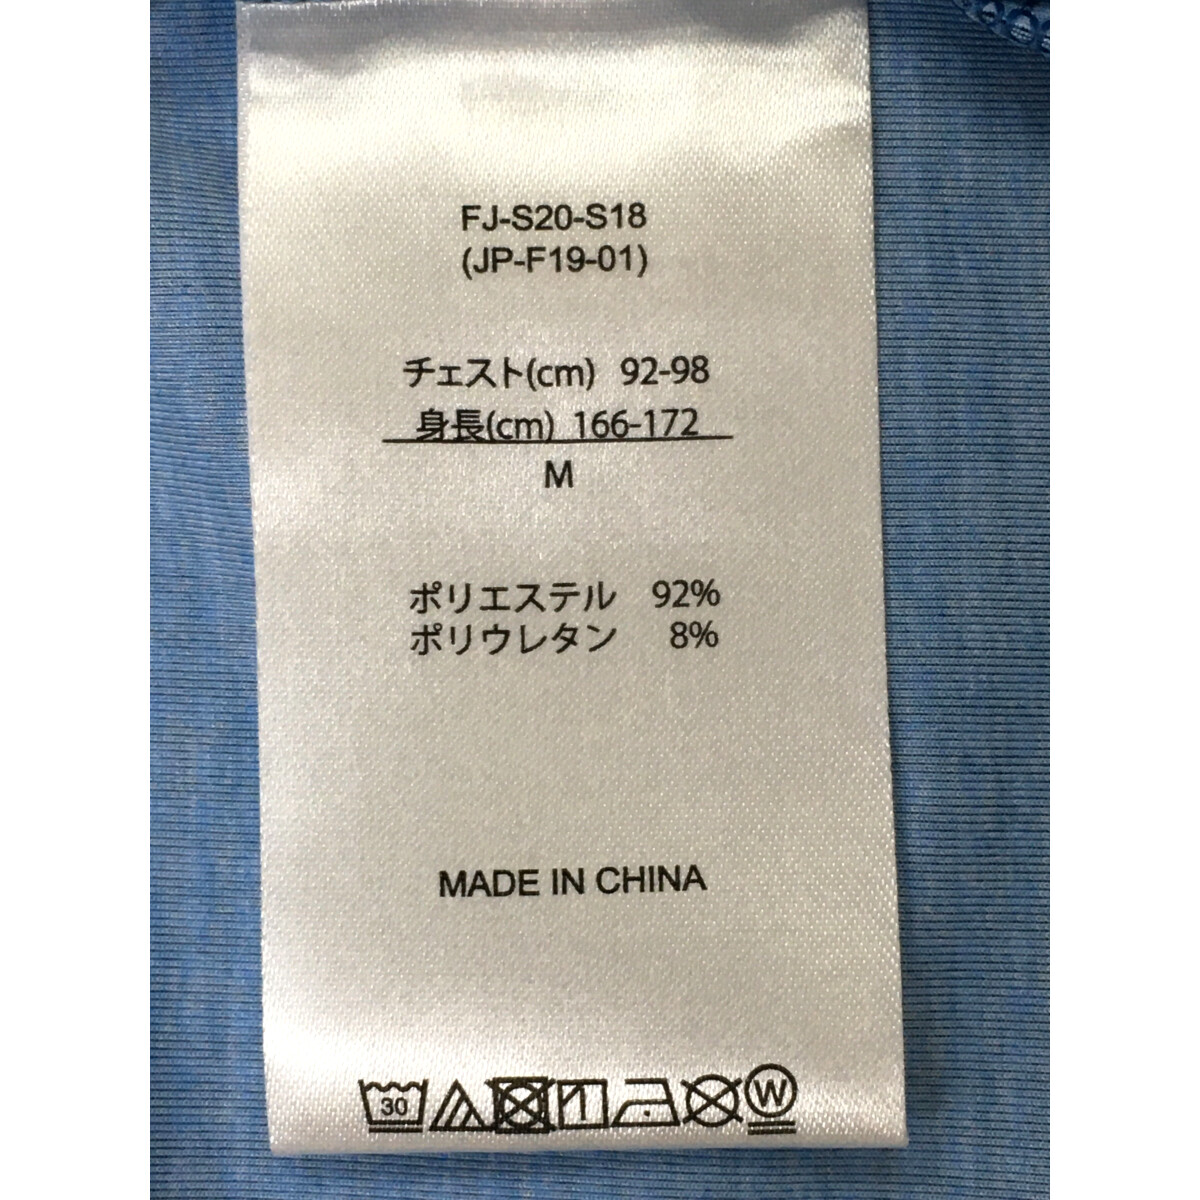 FJ-S20-S18
(JP-F19-01)
チェスト(cm) 92-98
身長(cm) 166-172
M
ポリエステル 92%
ポリウレタン 8%
MADE IN CHINA
30 W